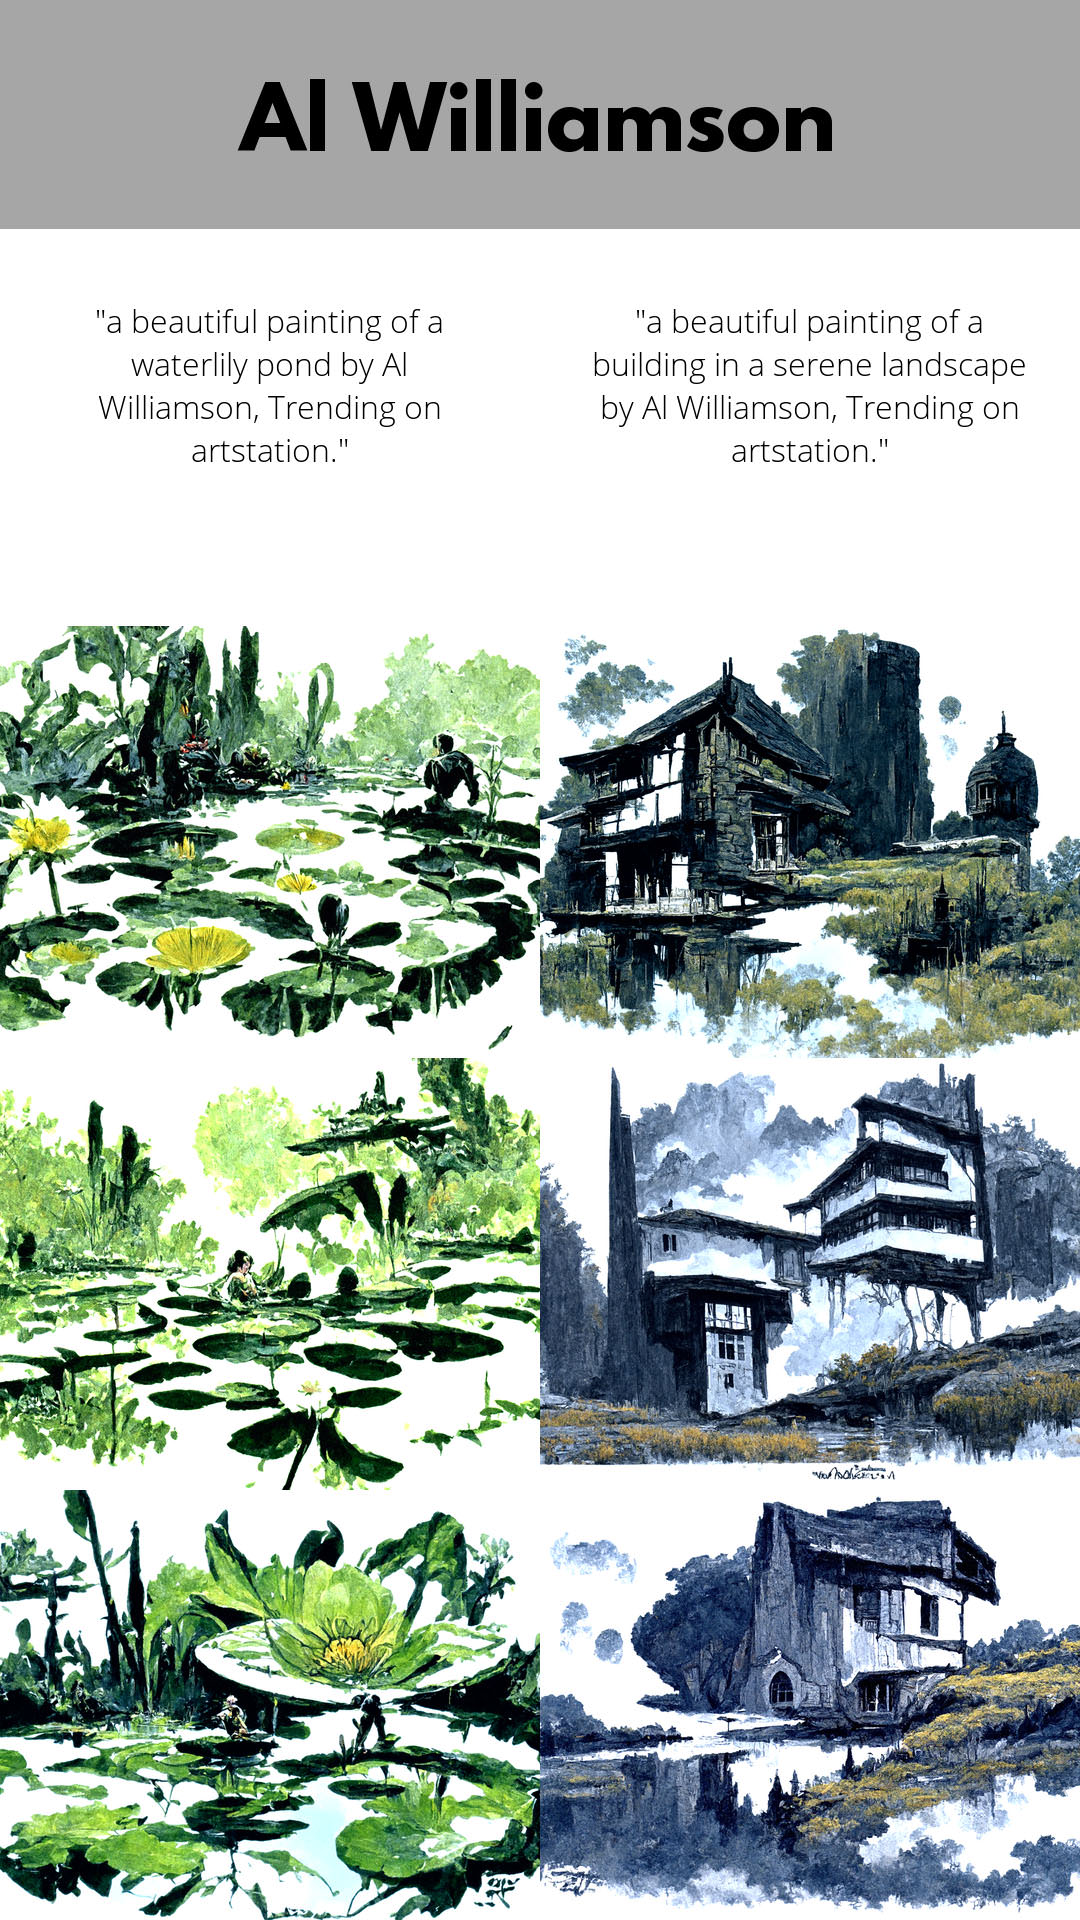 Al Williamson
"a beautiful painting of a
waterlily pond by Al
Williamson, Trending on
artstation."
"a beautiful painting of a
building in a serene landscape
by Al Williamson, Trending on
artstation."